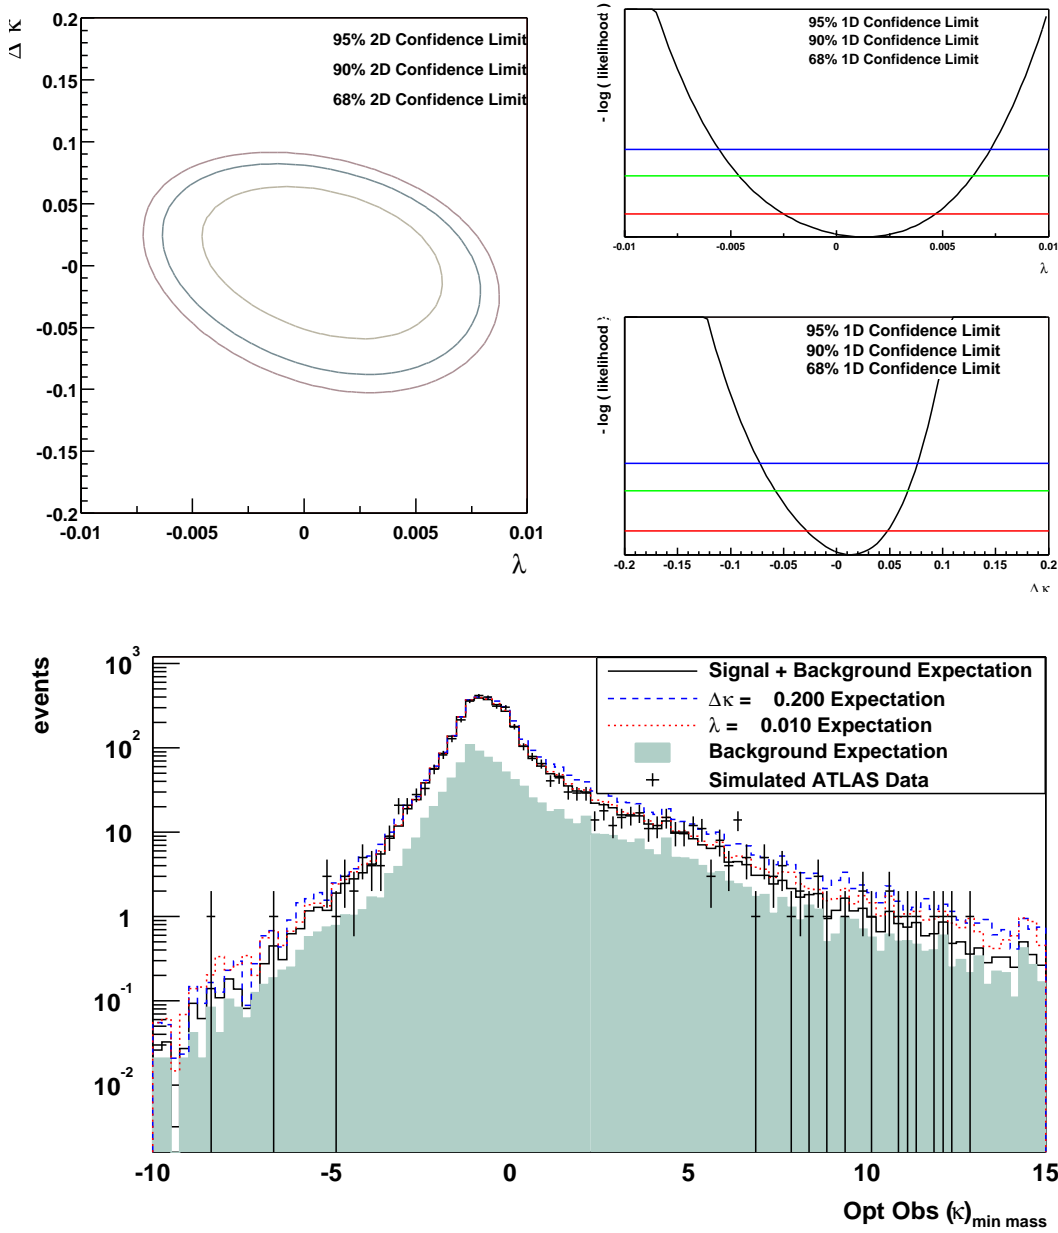 Δ κ
0.2
0.15
0.1
0.05
-0
-0.05
-0.1
-0.15
-0.2
-0.01
-0.005
0
0.005
0.01
λ
95% 2D Confidence Limit
90% 2D Confidence Limit
68% 2D Confidence Limit
- log ( likelihood )
95% 1D Confidence Limit
90% 1D Confidence Limit
68% 1D Confidence Limit
-0.01
-0.005
0
0.005
0.01
λ
- log ( likelihood )
95% 1D Confidence Limit
90% 1D Confidence Limit
68% 1D Confidence Limit
-0.2
-0.15
-0.1
-0.05
-0
0.05
0.1
0.15
0.2
Δ κ
events
10^3
10^2
10
1
10^-1
10^-2
Signal + Background Expectation
Δκ = 0.200 Expectation
λ = 0.010 Expectation
Background Expectation
Simulated ATLAS Data
-10
-5
0
5
10
15
Opt Obs (κ)min mass